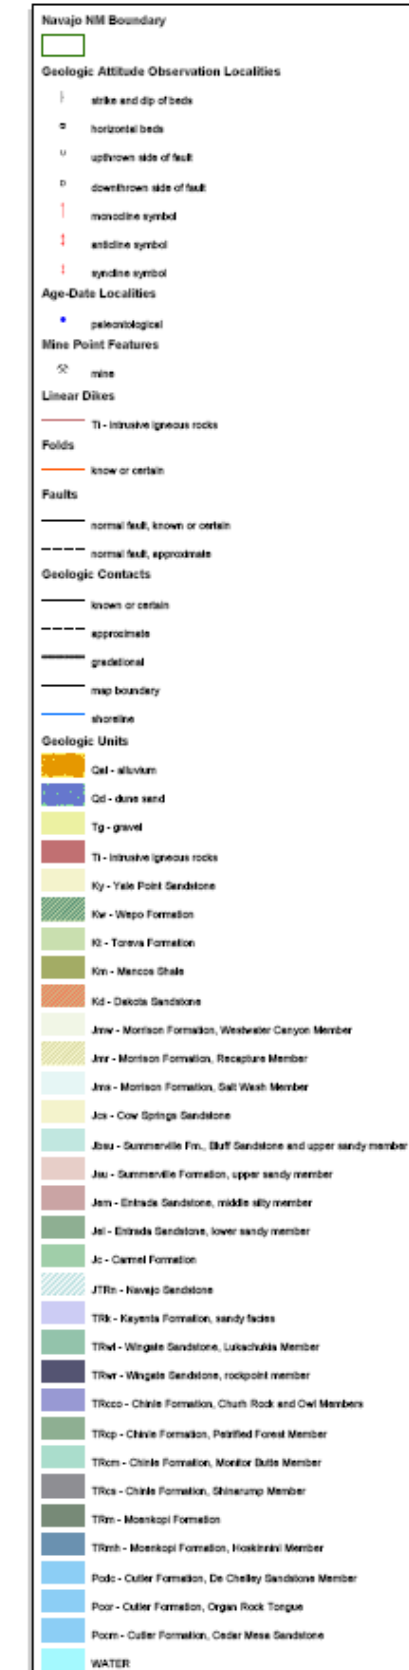 Navajo NM Boundary
Geologic Attitude Observation Localities
strike and dip of beds
horizontal beds
upthrown side of fault
downthrown side of fault
monocline symbol
anticline symbol
syncline symbol
Age-Date Localities
paleontological
Mine Point Features
mine
Linear Dikes
Ti - intrusive igneous rocks
Folds
know or certain
Faults
normal fault, known or certain
normal fault, approximate
Geologic Contacts
known or certain
approximate
gradational
map boundary
shoreline
Geologic Units
Qal - alluvium
Qd - dune sand
Tg - gravel
Ti - intrusive igneous rocks
Ky - Yale Point Sandstone
Kw - Wepo Formation
Kt - Toreva Formation
Km - Mancos Shale
Kd - Dakota Sandstone
Jmw - Morrison Formation, Westwater Canyon Member
Jmr - Morrison Formation, Recapture Member
Jms - Morrison Formation, Salt Wash Member
Jcs - Cow Springs Sandstone
Jbsu - Summerville Fm., Bluff Sandstone and upper sandy member
Jsu - Summerville Formation, upper sandy member
Jem - Entrada Sandstone, middle silty member
Jel - Entrada Sandstone, lower sandy member
Jc - Carmel Formation
JTRn - Navajo Sandstone
TRk - Kayenta Formation, sandy facies
TRwl - Wingate Sandstone, Lukachukia Member
TRwr - Wingate Sandstone, rockpoint member
TRcco - Chinle Formation, Churh Rock and Owl Members
TRcp - Chinle Formation, Petrified Forest Member
TRcm - Chinle Formation, Monitor Butte Member
TRcs - Chinle Formation, Shinarump Member
TRm - Moenkopi Formation
TRmh - Moenkopi Formation, Hoskinnini Member
Pcdc - Cutler Formation, De Chelley Sandstone Member
Pcor - Cutler Formation, Organ Rock Tongue
Pccm - Cutler Formation, Cedar Mesa Sandstone
WATER